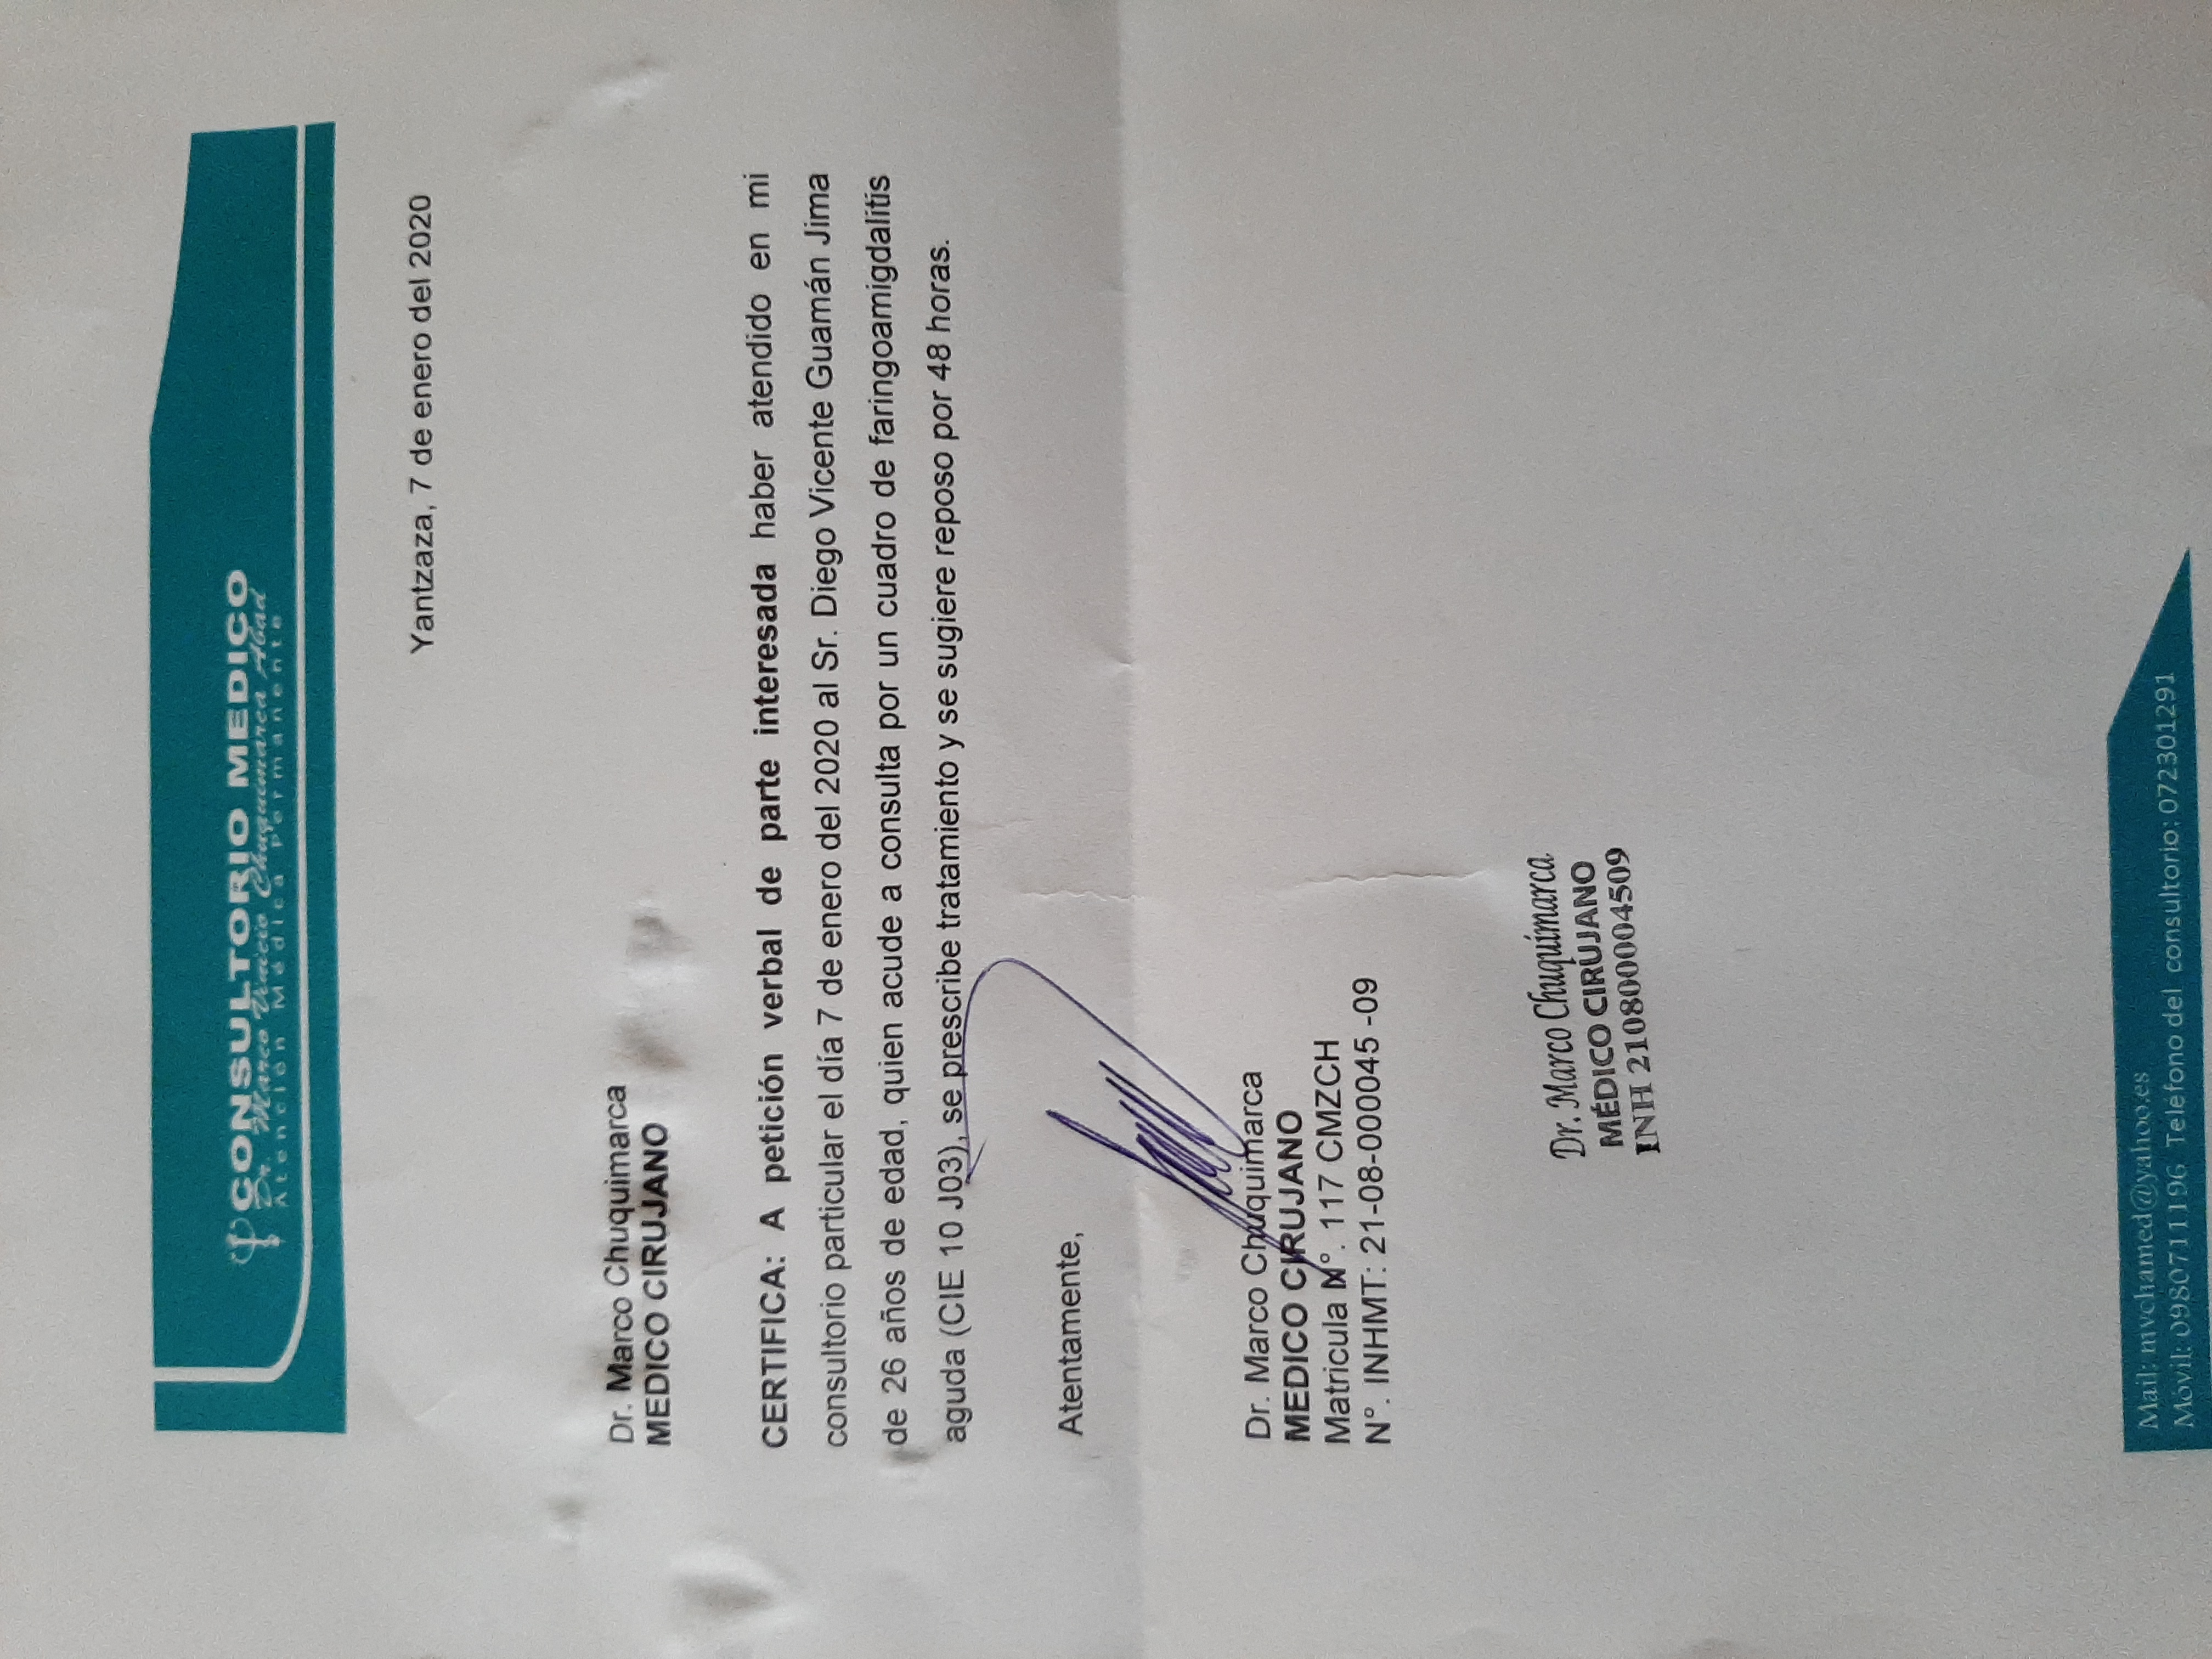 CONSULTORIO MEDICO
Dr. Marco Vinicio Chuquimarca Abad
Atención Médica Permanente
Yantzaza, 7 de enero del 2020
Dr. Marco Chuquimarca
MEDICO CIRUJANO
CERTIFICA: A petición verbal de parte interesada haber atendido en mi
consultorio particular el día 7 de enero del 2020 al Sr. Diego Vicente Guamán Jima
de 26 años de edad, quien acude a consulta por un cuadro de faringoamigdalitis
aguda (CIE 10 J03), se prescribe tratamiento y se sugiere reposo por 48 horas.
Atentamente,
Dr. Marco Chuquimarca
MEDICO CIRUJANO
Matricula N°. 117 CMZCH
N°. INHMT: 21-08-000045 -09
Dr. Marco Chuquimarca
MÉDICO CIRUJANO
INH 210800004509
Mail: mvchamed@yahoo.es
Móvil: 0980711196 Teléfono del consultorio: 072301291